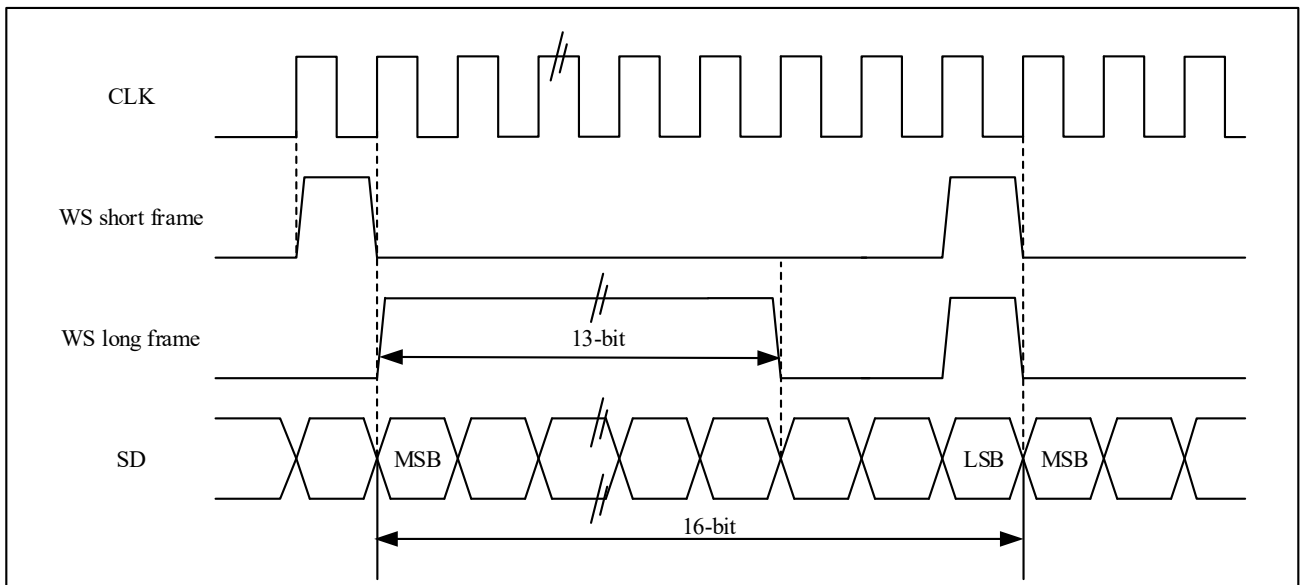 CLK
WS short frame
WS long frame
13-bit
SD
MSB
LSB
MSB
16-bit